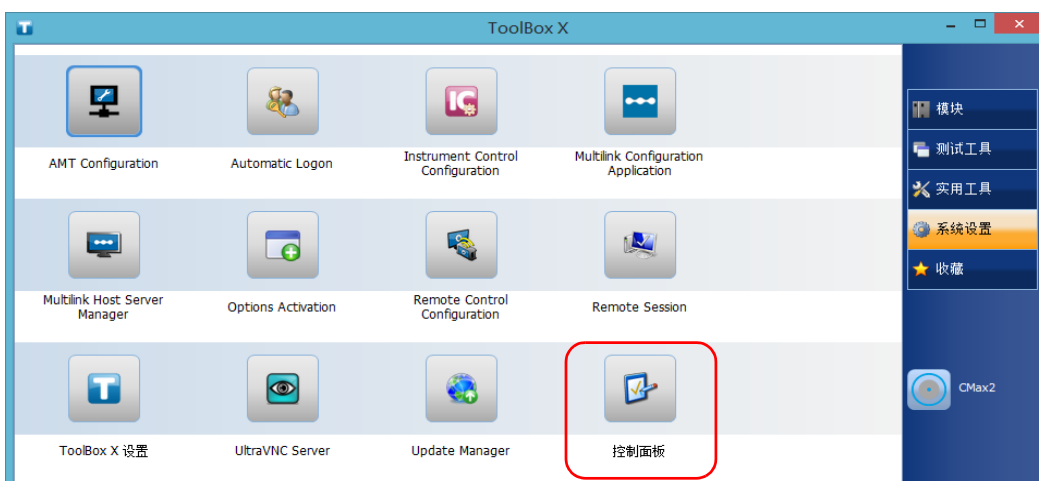 ToolBox X
AMT Configuration
Automatic Logon
Instrument Control
Configuration
Multilink Configuration
Application
Multilink Host Server
Manager
Options Activation
Remote Control
Configuration
Remote Session
ToolBox X 设置
UltraVNC Server
Update Manager
控制面板
模块
测试工具
实用工具
系统设置
收藏
CMax2